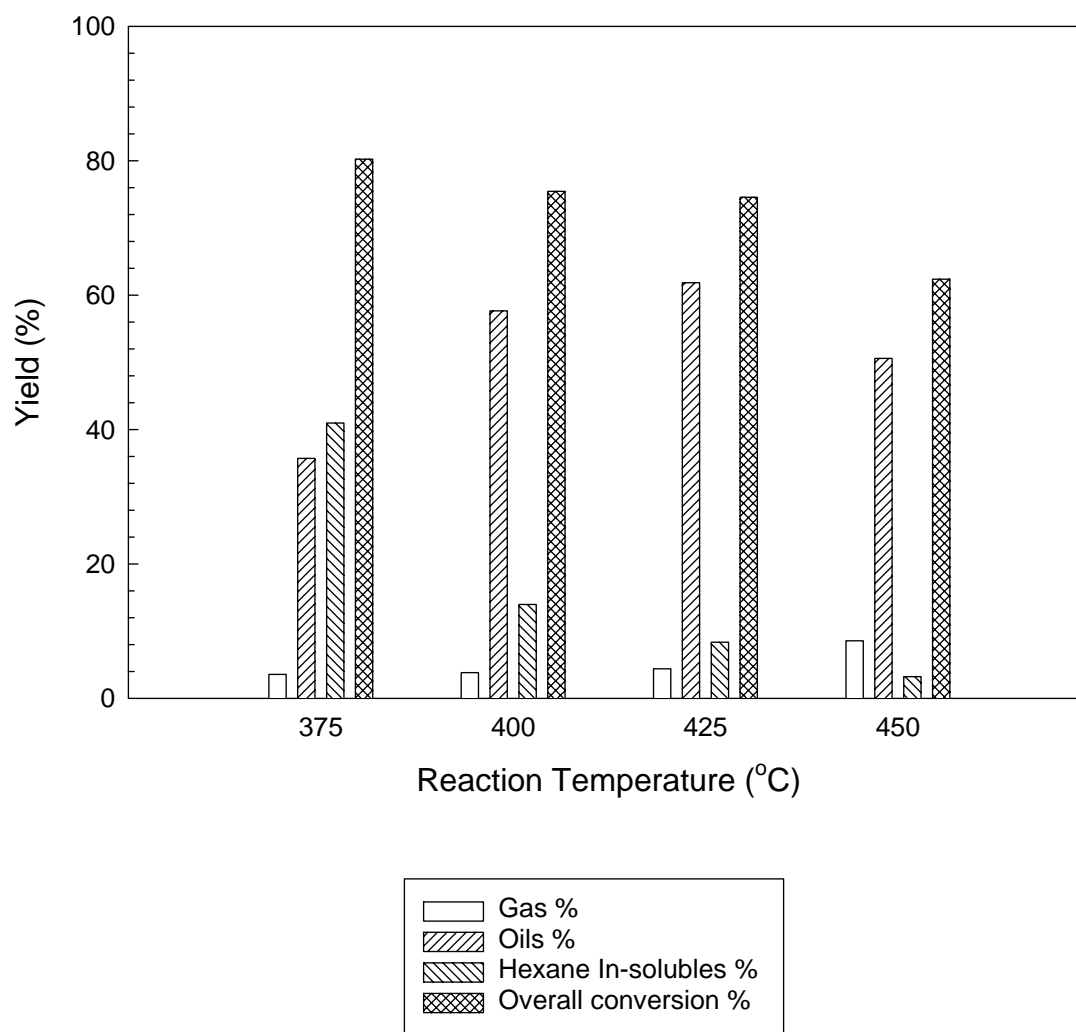 100
80
60
40
20
0
Yield (%)
375 400 425 450
Reaction Temperature (oC)
Gas %
Oils %
Hexane In-solubles %
Overall conversion %